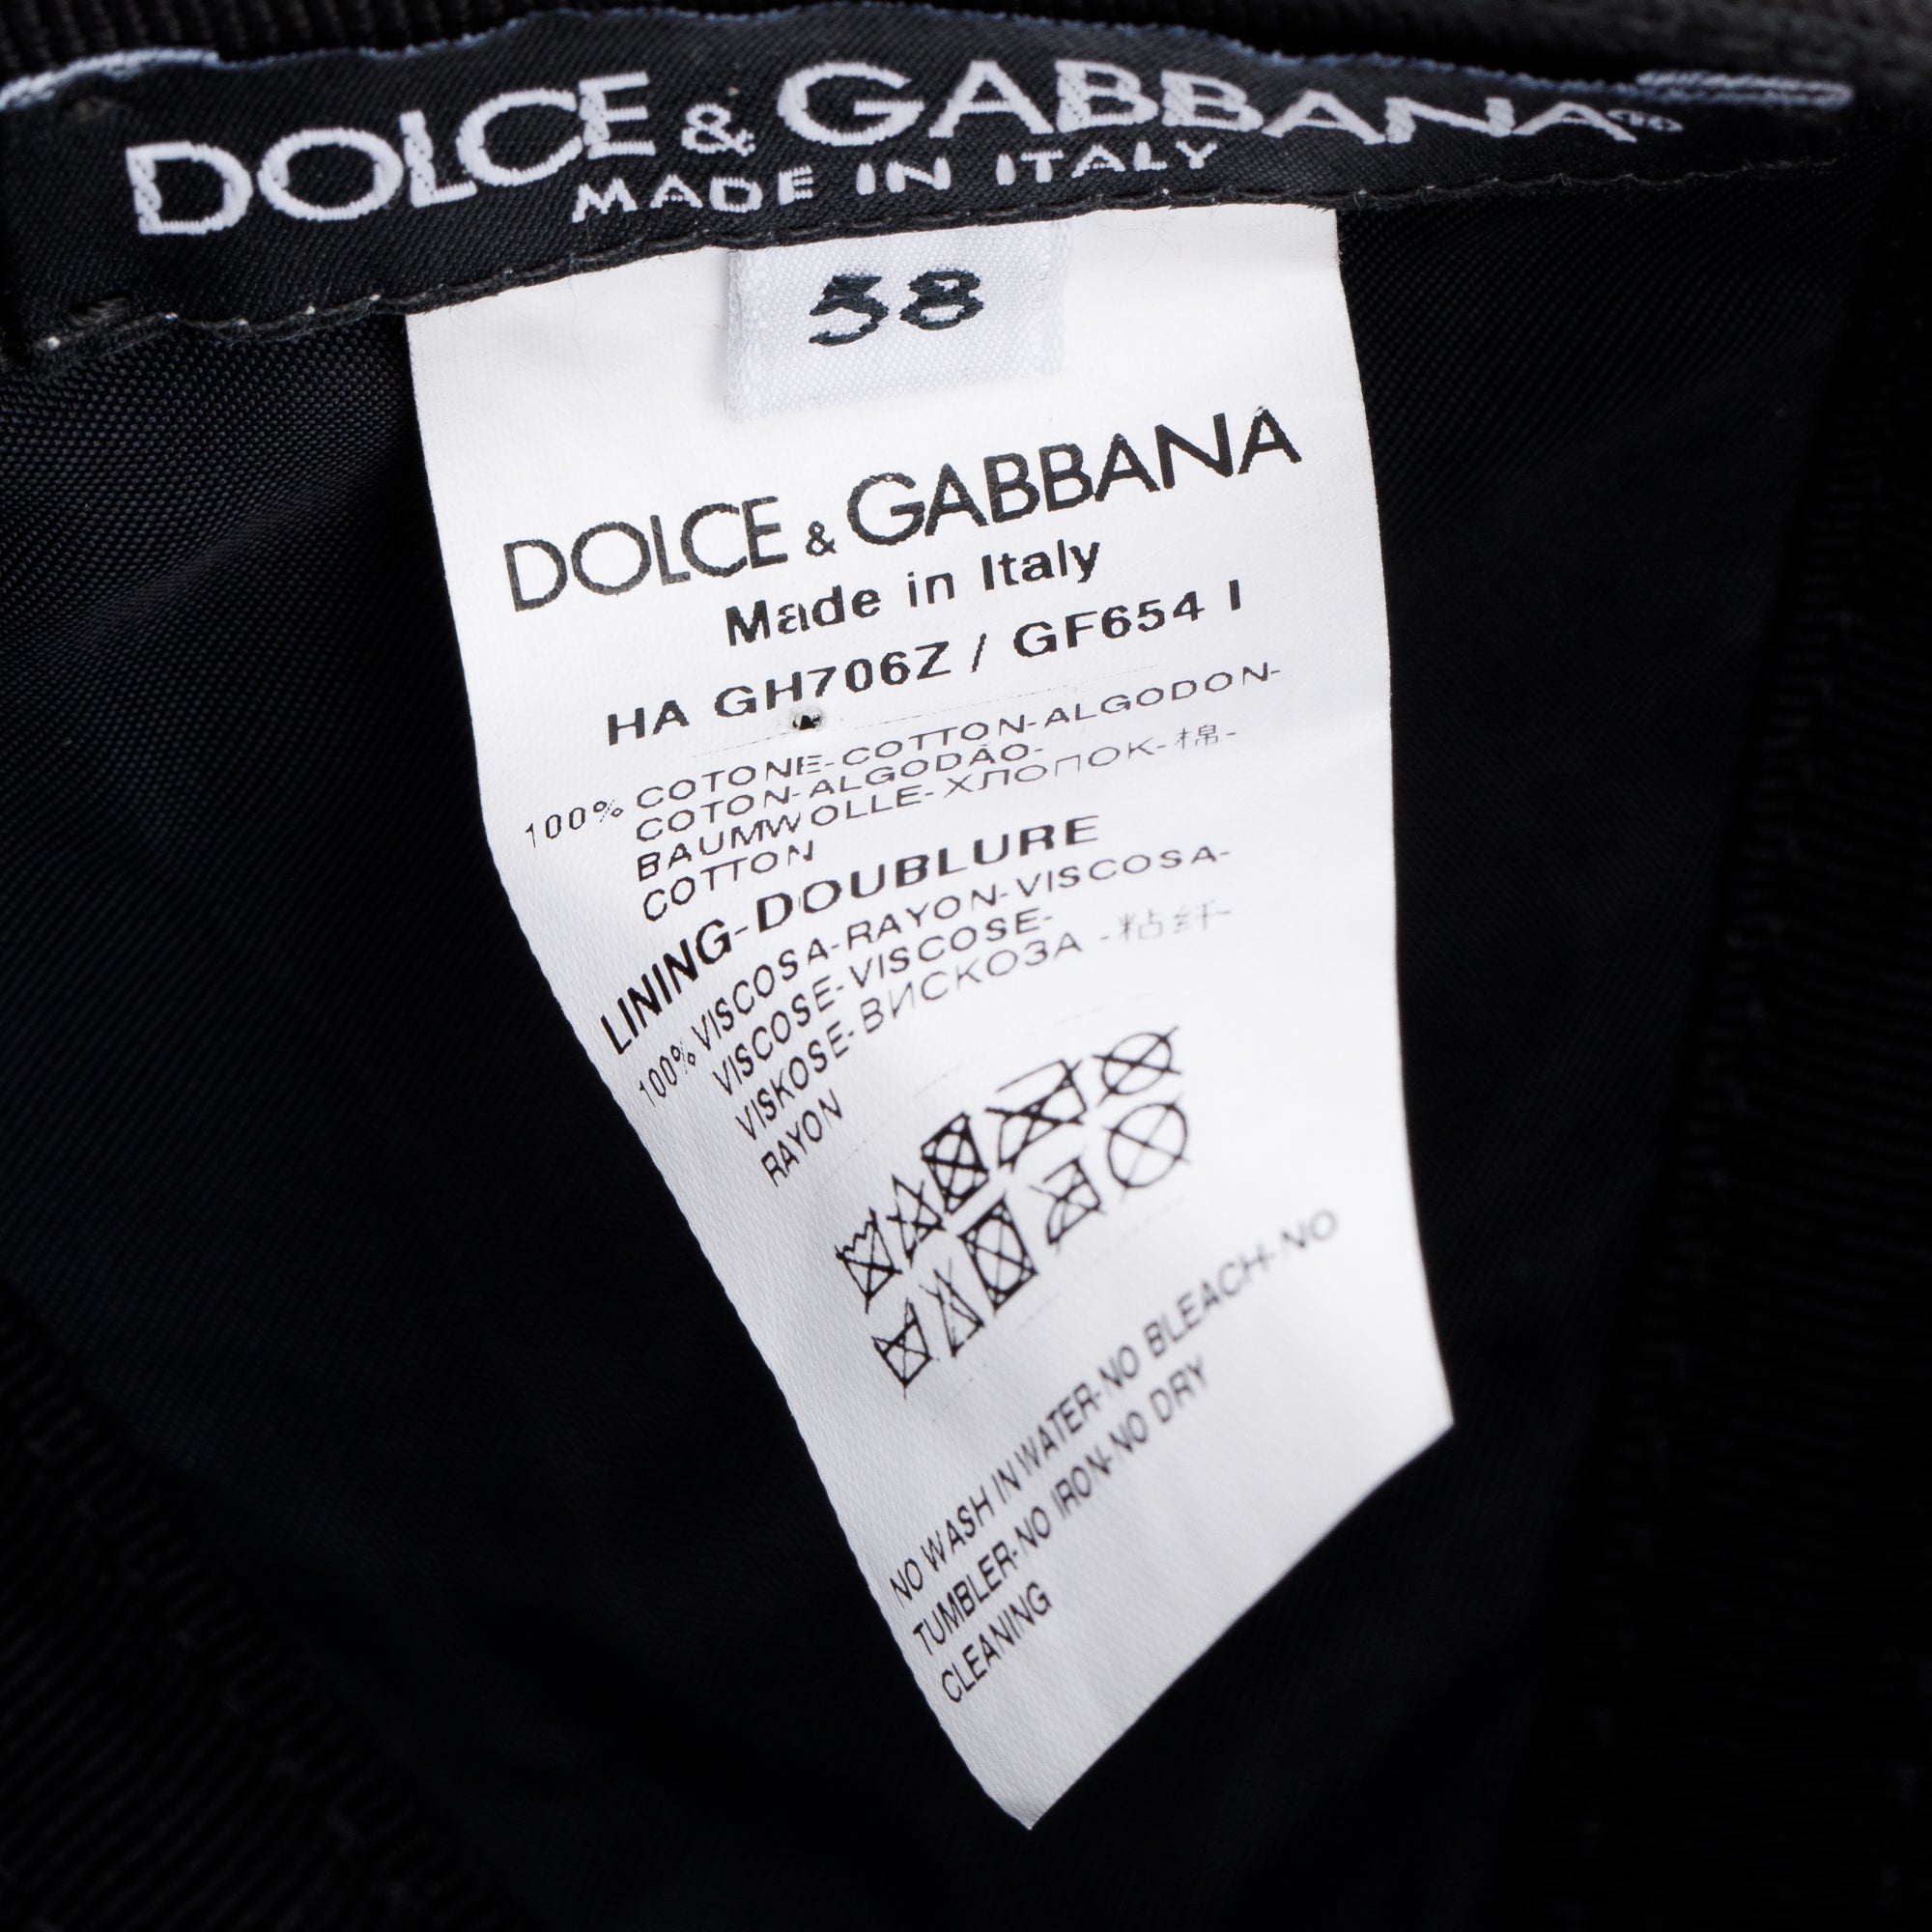 DOLCE & GABBANA®
MADE IN ITALY
58
DOLCE & GABBANA
Made in Italy
HA GH706Z / GF654 I
100% COTONE-COTTON-ALGODON-
COTON-ALGODÃO-
BAUMWOLLE-ХЛОПОК-棉-
COTTON
LINING-DOUBLURE
100% VISCOSA-RAYON-VISCOSA-
VISCOSE-VISCOSE-
VISKOSE-ВИСКОЗА -粘纤-
RAYON
NO WASH IN WATER-NO BLEACH-NO
TUMBLER-NO IRON-NO DRY
CLEANING